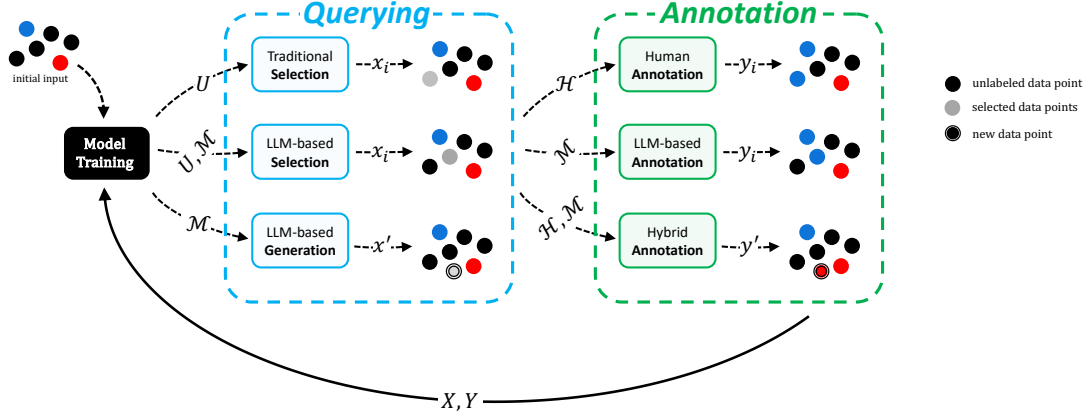 Querying
Annotation
initial input
Model
Training
U
U, ℳ
ℳ
Traditional
Selection
x_i
LLM-based
Selection
x_i
LLM-based
Generation
x′
ℋ
ℳ
ℋ, ℳ
Human
Annotation
y_i
LLM-based
Annotation
y_i
Hybrid
Annotation
y′
unlabeled data point
selected data points
new data point
X, Y